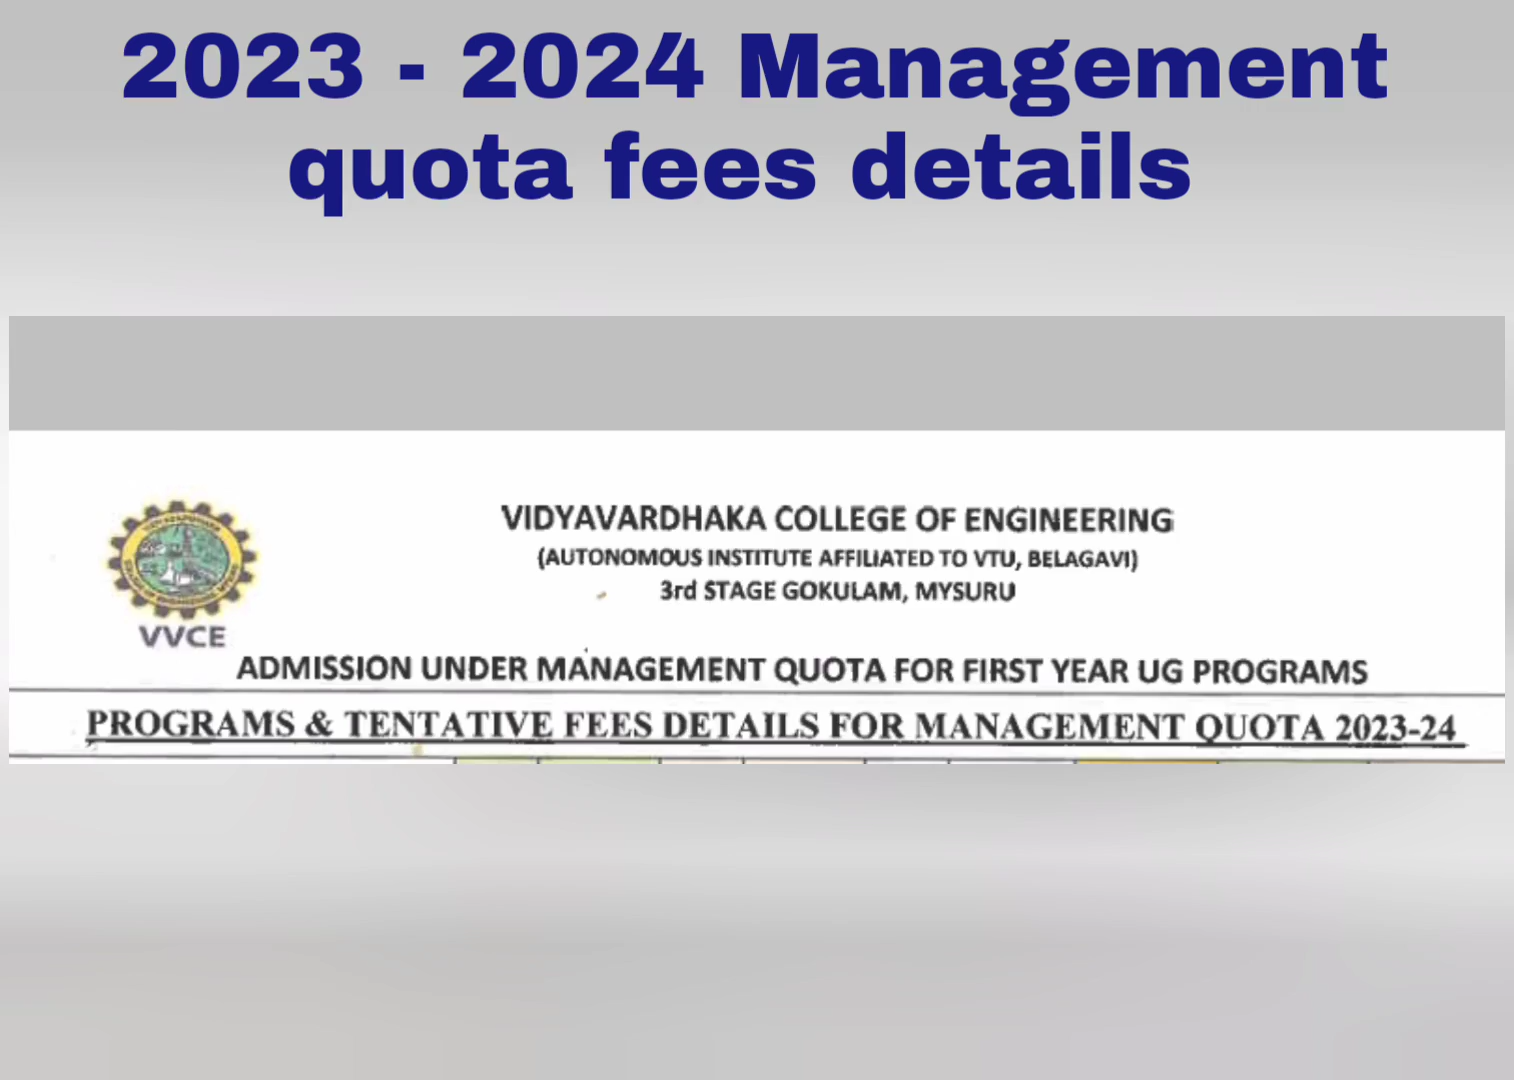 2023 - 2024 Management
quota fees details
VIDYAVARDHAKA COLLEGE OF ENGINEERING
(AUTONOMOUS INSTITUTE AFFILIATED TO VTU, BELAGAVI)
3rd STAGE GOKULAM, MYSURU
VVCE
ADMISSION UNDER MANAGEMENT QUOTA FOR FIRST YEAR UG PROGRAMS
PROGRAMS & TENTATIVE FEES DETAILS FOR MANAGEMENT QUOTA 2023-24